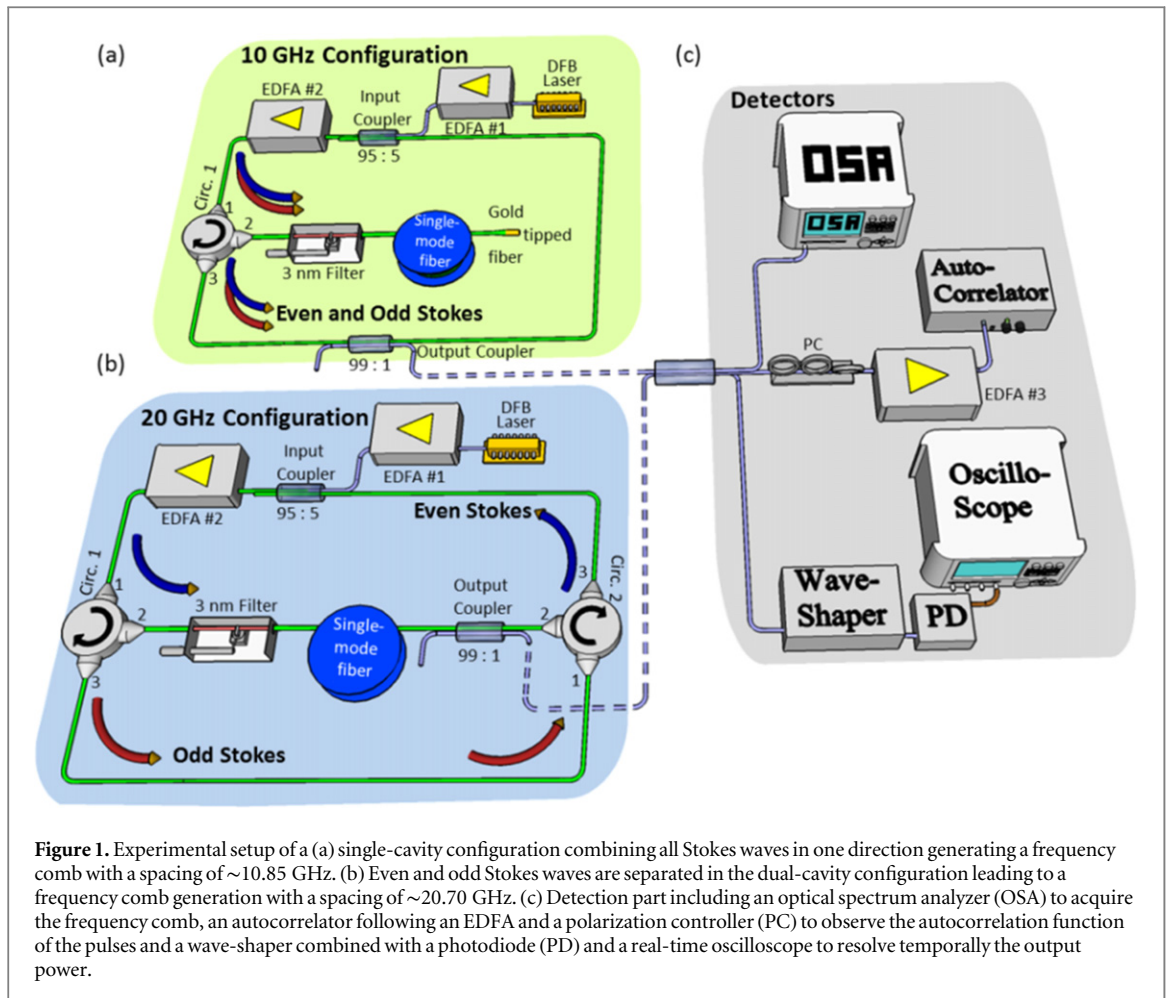 (a)
10 GHz Configuration
EDFA #2
Input
Coupler
95 : 5
EDFA #1
DFB
Laser
Circ. 1
1
2
3
3 nm Filter
Single-
mode
fiber
Gold
tipped
fiber
Even and Odd Stokes
99 : 1
Output Coupler
(b)
20 GHz Configuration
EDFA #2
Input
Coupler
95 : 5
EDFA #1
DFB
Laser
Even Stokes
Circ. 1
1
2
3
3 nm Filter
Single-
mode
fiber
Output
Coupler
99 : 1
Circ. 2
3
2
1
Odd Stokes
(c)
Detectors
OSA
OSA
Auto-
Correlator
PC
EDFA #3
Oscillo-
Scope
Wave-
Shaper
PD
Figure 1. Experimental setup of a (a) single-cavity configuration combining all Stokes waves in one direction generating a frequency
comb with a spacing of ~10.85 GHz. (b) Even and odd Stokes waves are separated in the dual-cavity configuration leading to a
frequency comb generation with a spacing of ~20.70 GHz. (c) Detection part including an optical spectrum analyzer (OSA) to acquire
the frequency comb, an autocorrelator following an EDFA and a polarization controller (PC) to observe the autocorrelation function
of the pulses and a wave-shaper combined with a photodiode (PD) and a real-time oscilloscope to resolve temporally the output
power.